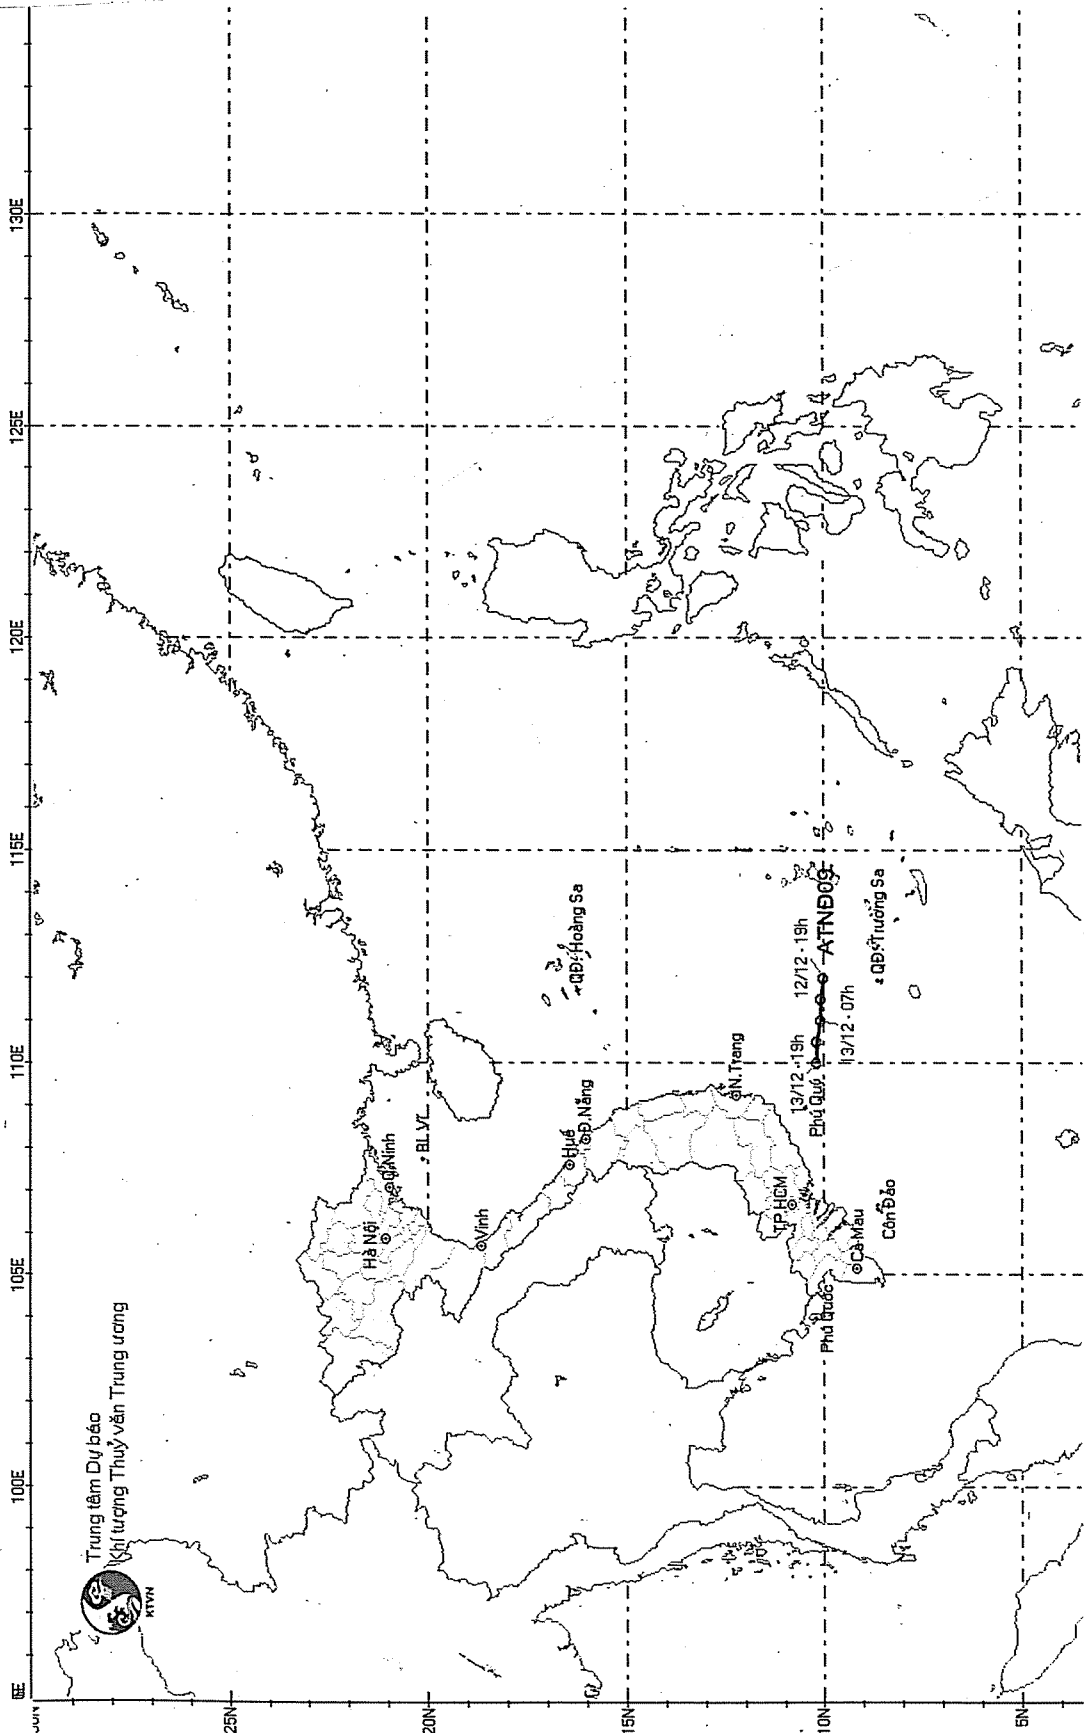 Trung tâm Dự báo
Khí tượng Thuỷ văn Trung ương
KTVN
100E
105E
110E
115E
120E
125E
130E
25N
20N
15N
10N
5N
Hà Nội
Q.Ninh
BLVĩ
Vinh
Huế
Đ.Nẵng
QĐ.Hoàng Sa
N.Trang
TP.HCM
13/12 - 19h
12/12 - 19h
Phú Quý
ATNĐ09
13/12 - 07h
Phú Quốc
Cà Mau
Côn Đảo
QĐ.Trường Sa